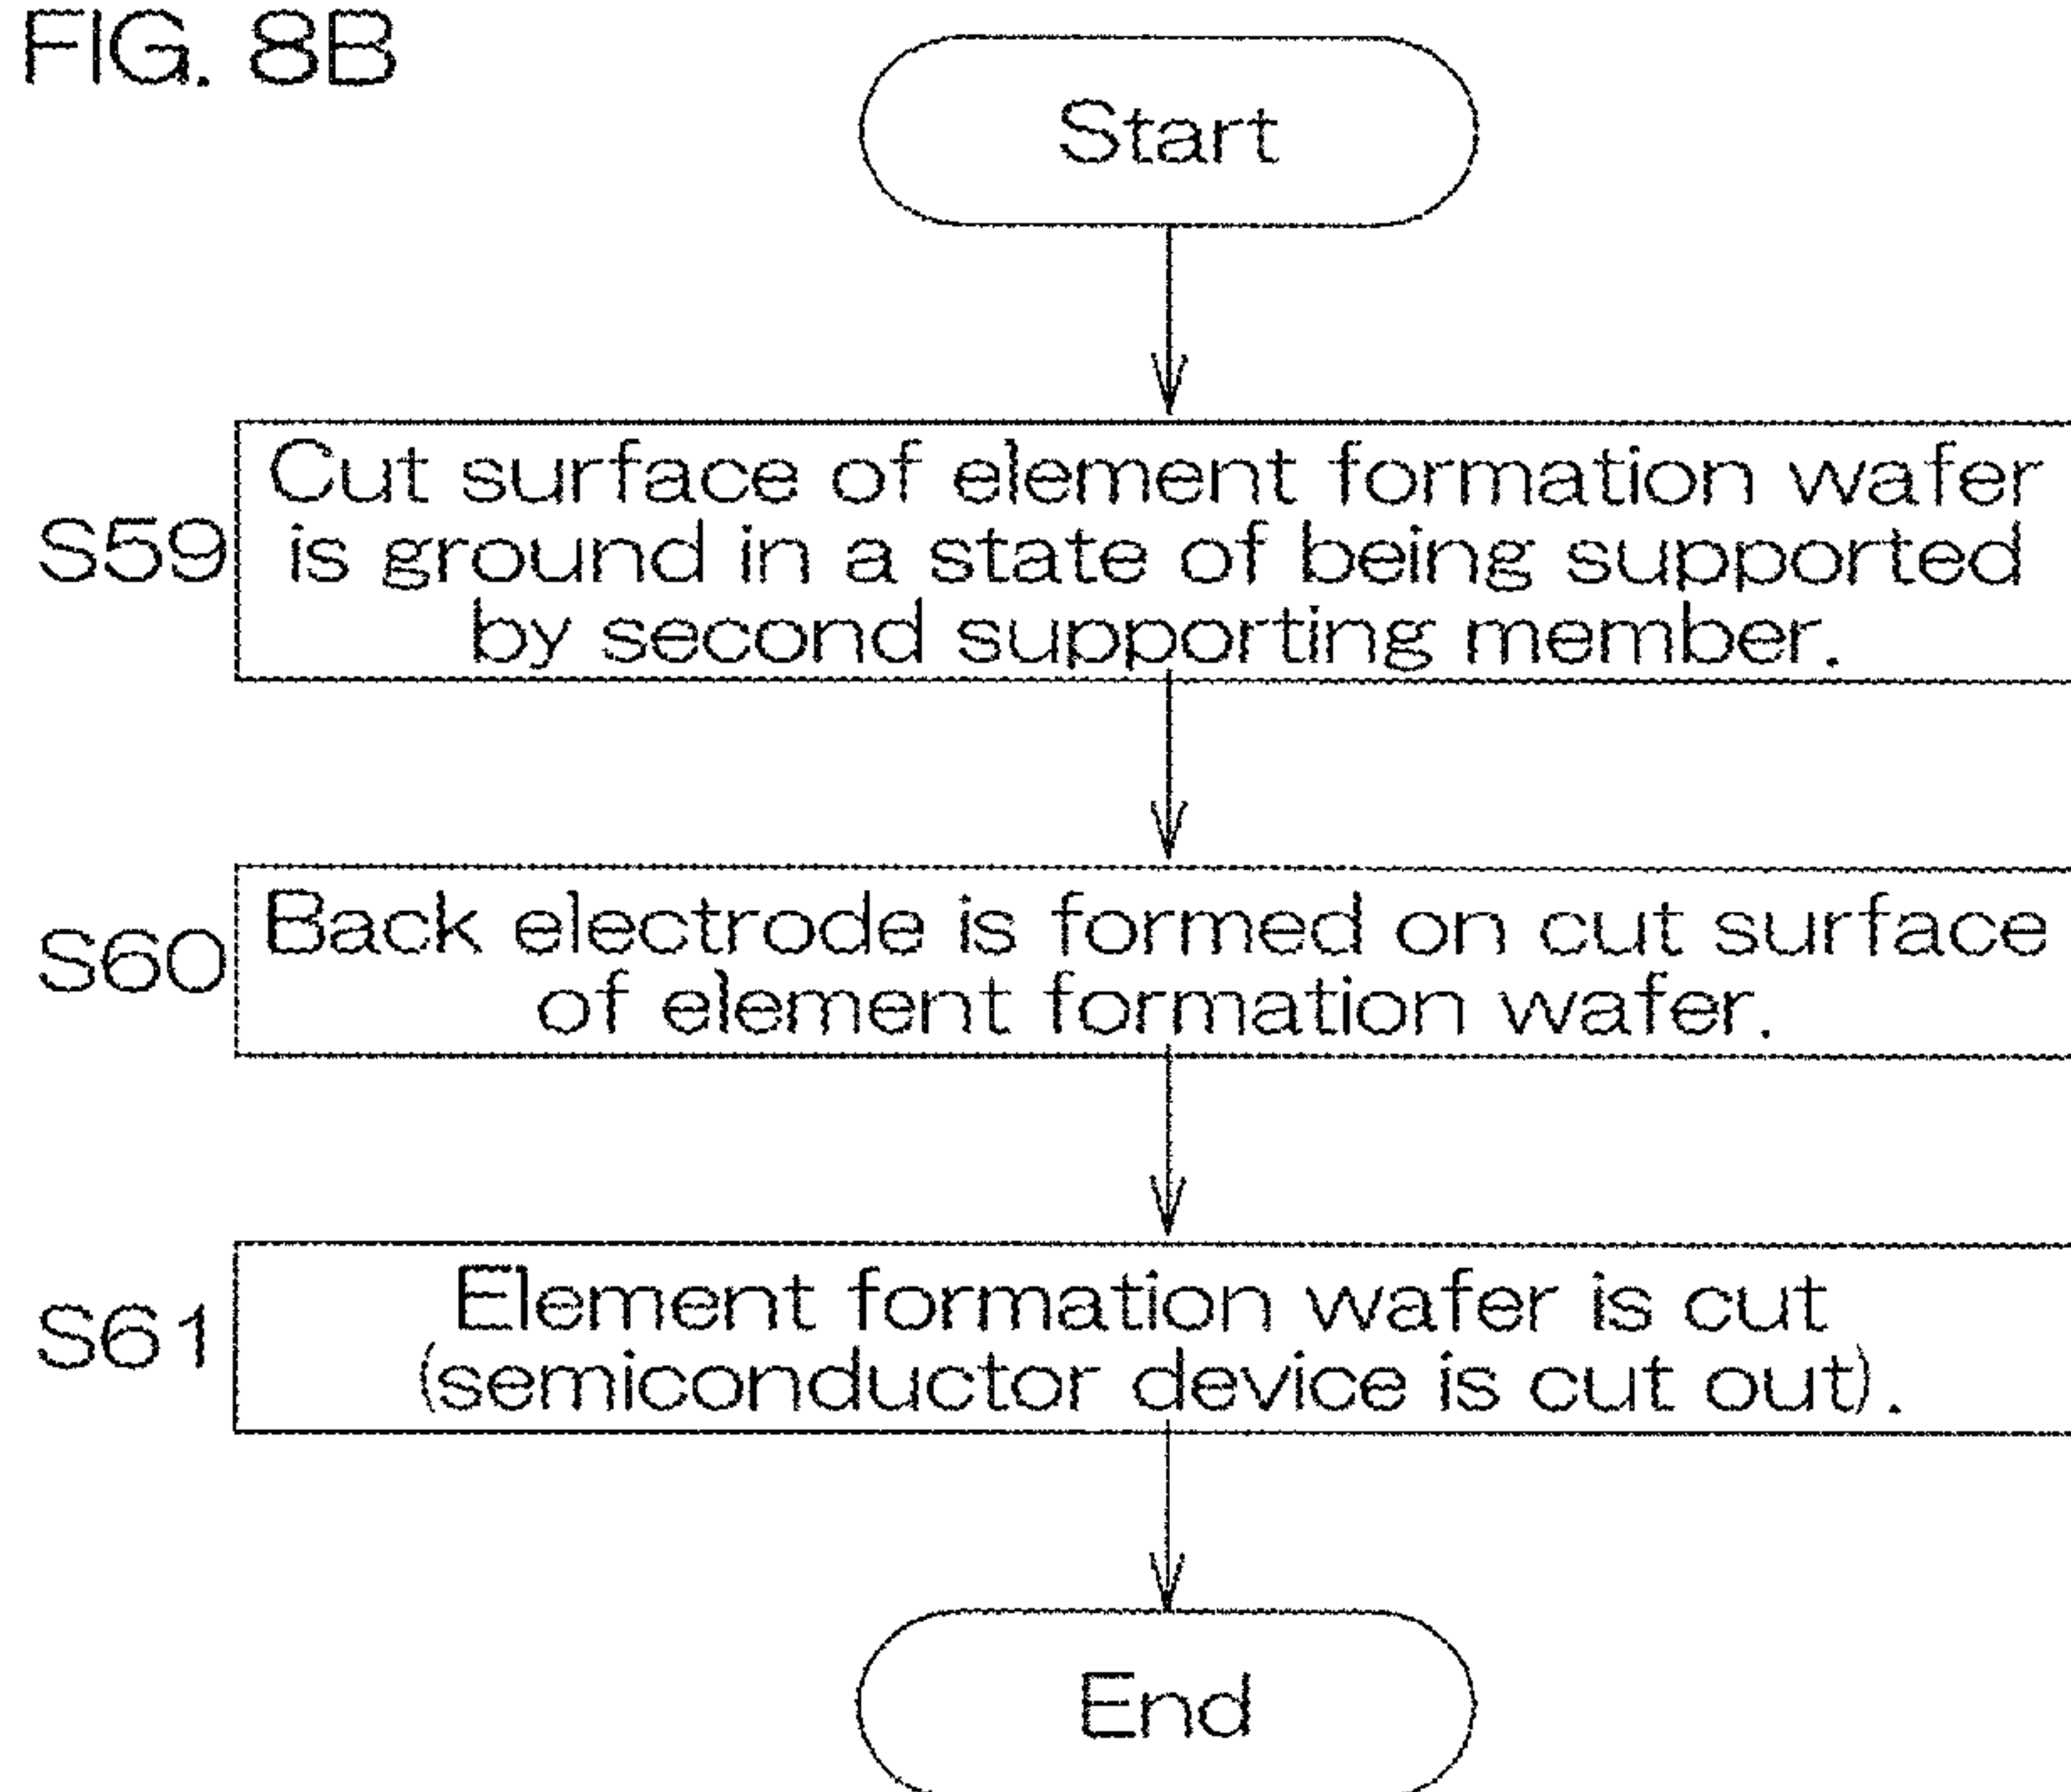 FIG. 8B
Start
S59
Cut surface of element formation wafer
is ground in a state of being supported
by second supporting member.
S60
Back electrode is formed on cut surface
of element formation wafer.
S61
Element formation wafer is cut
(semiconductor device is cut out).
End